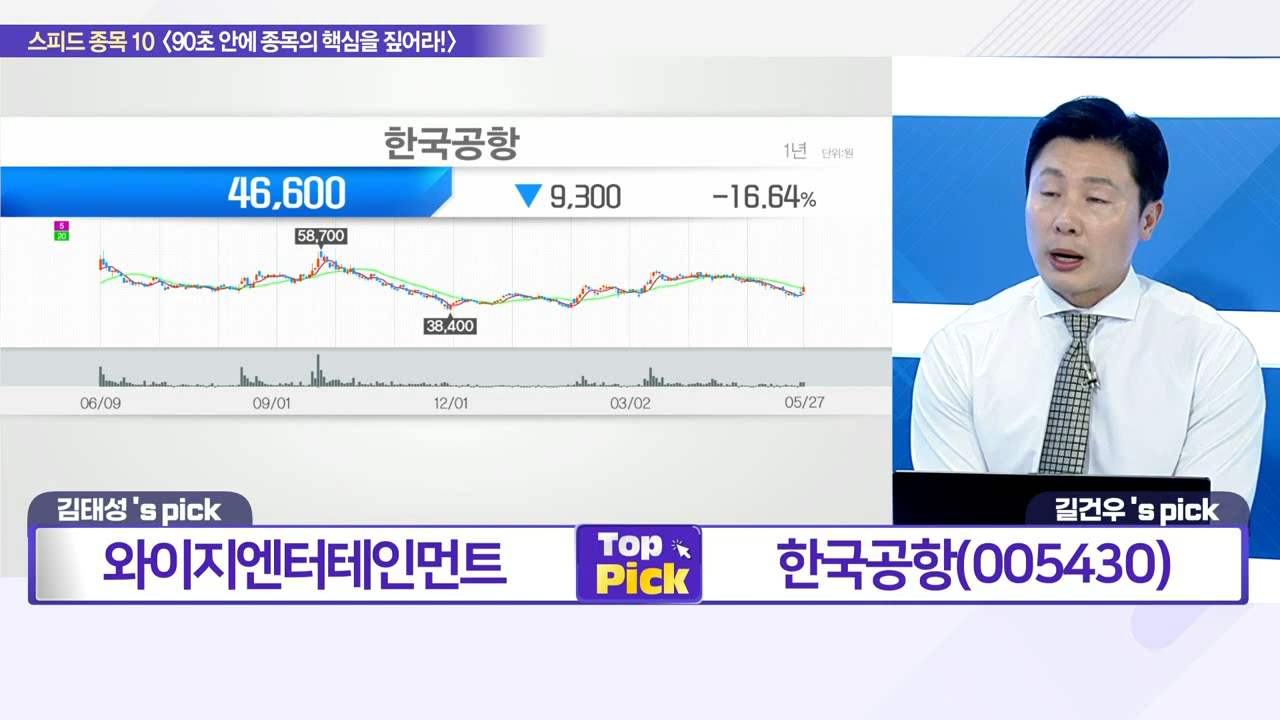 스피드 종목 10 〈90초 안에 종목의 핵심을 짚어라!〉
한국공항
1년 단위:원
46,600 ▼ 9,300 -16.64%
5
20
58,700
38,400
06/09 09/01 12/01 03/02 05/27
김태성 's pick
길건우 's pick
와이지엔터테인먼트
Top
Pick
한국공항(005430)